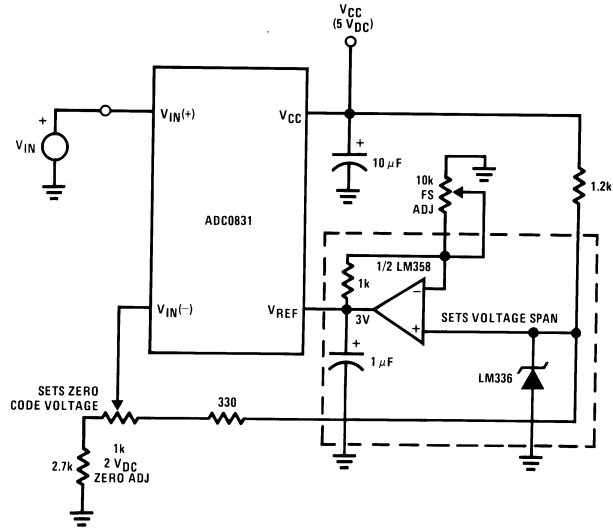 VCC
(5 VDC)
VIN(+)
VCC
+
VIN
+
10 µF
10k
FS
ADJ
1.2k
ADC0831
1/2 LM358
1k
VIN(−)
VREF
3V
−
+
SETS VOLTAGE SPAN
+
1 µF
LM336
SETS ZERO
CODE VOLTAGE
330
1k
2 VDC
ZERO ADJ
2.7k